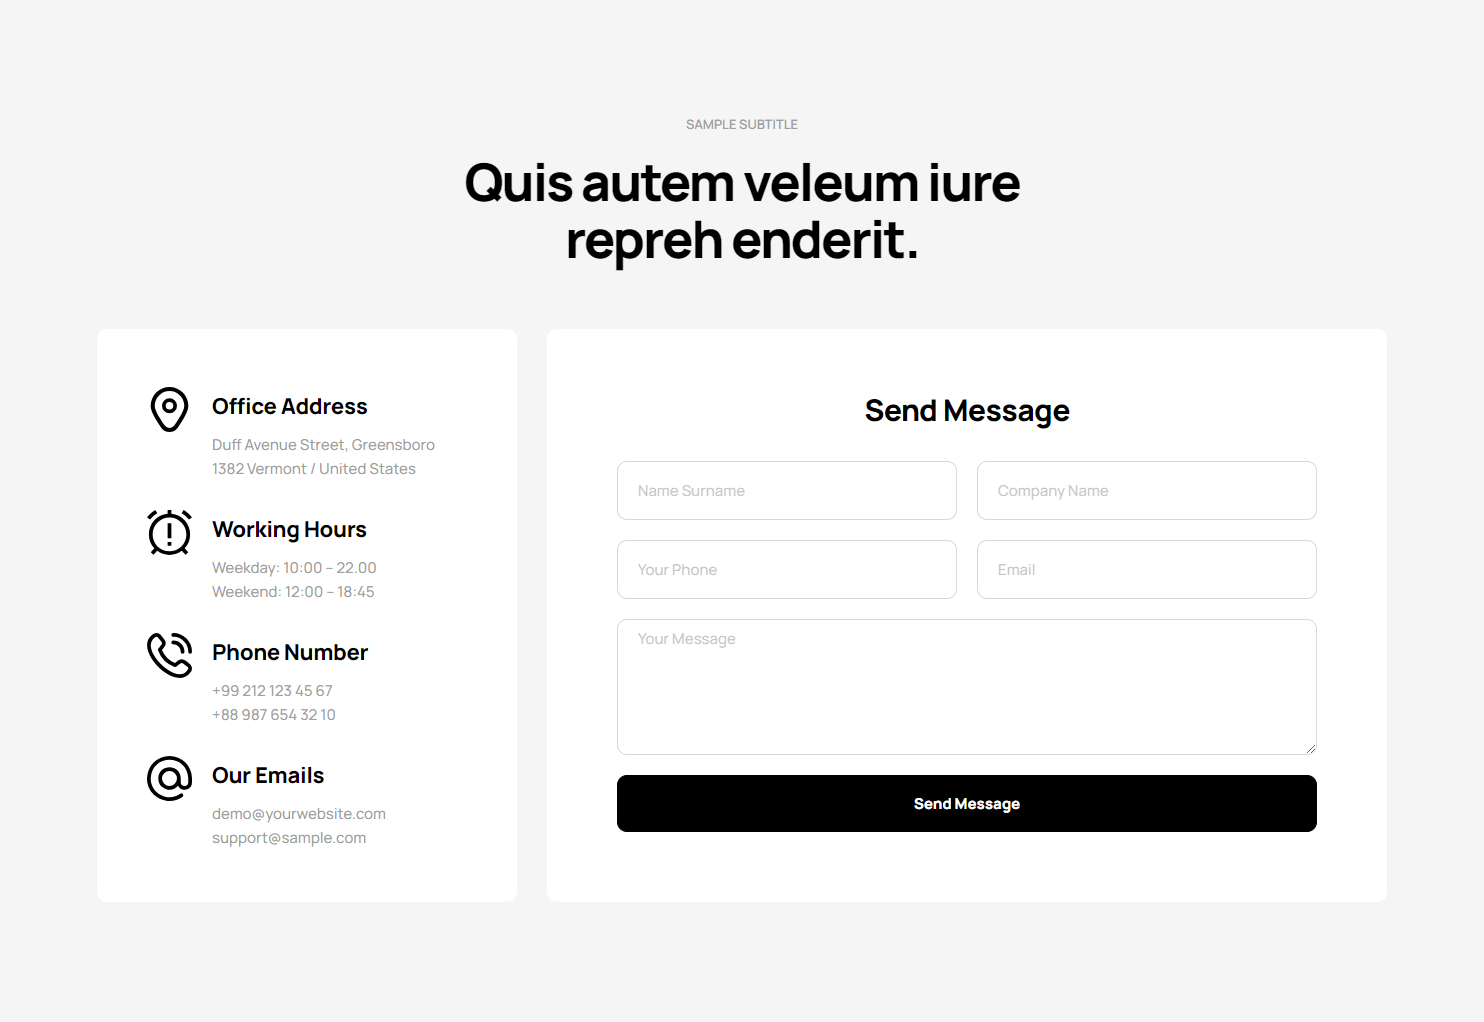 SAMPLE SUBTITLE
Quis autem veleum iure
repreh enderit.
Office Address
Duff Avenue Street, Greensboro
1382 Vermont / United States
Working Hours
Weekday: 10:00 – 22.00
Weekend: 12:00 – 18:45
Phone Number
+99 212 123 45 67
+88 987 654 32 10
Our Emails
demo@yourwebsite.com
support@sample.com
Send Message
Name Surname
Company Name
Your Phone
Email
Your Message
Send Message